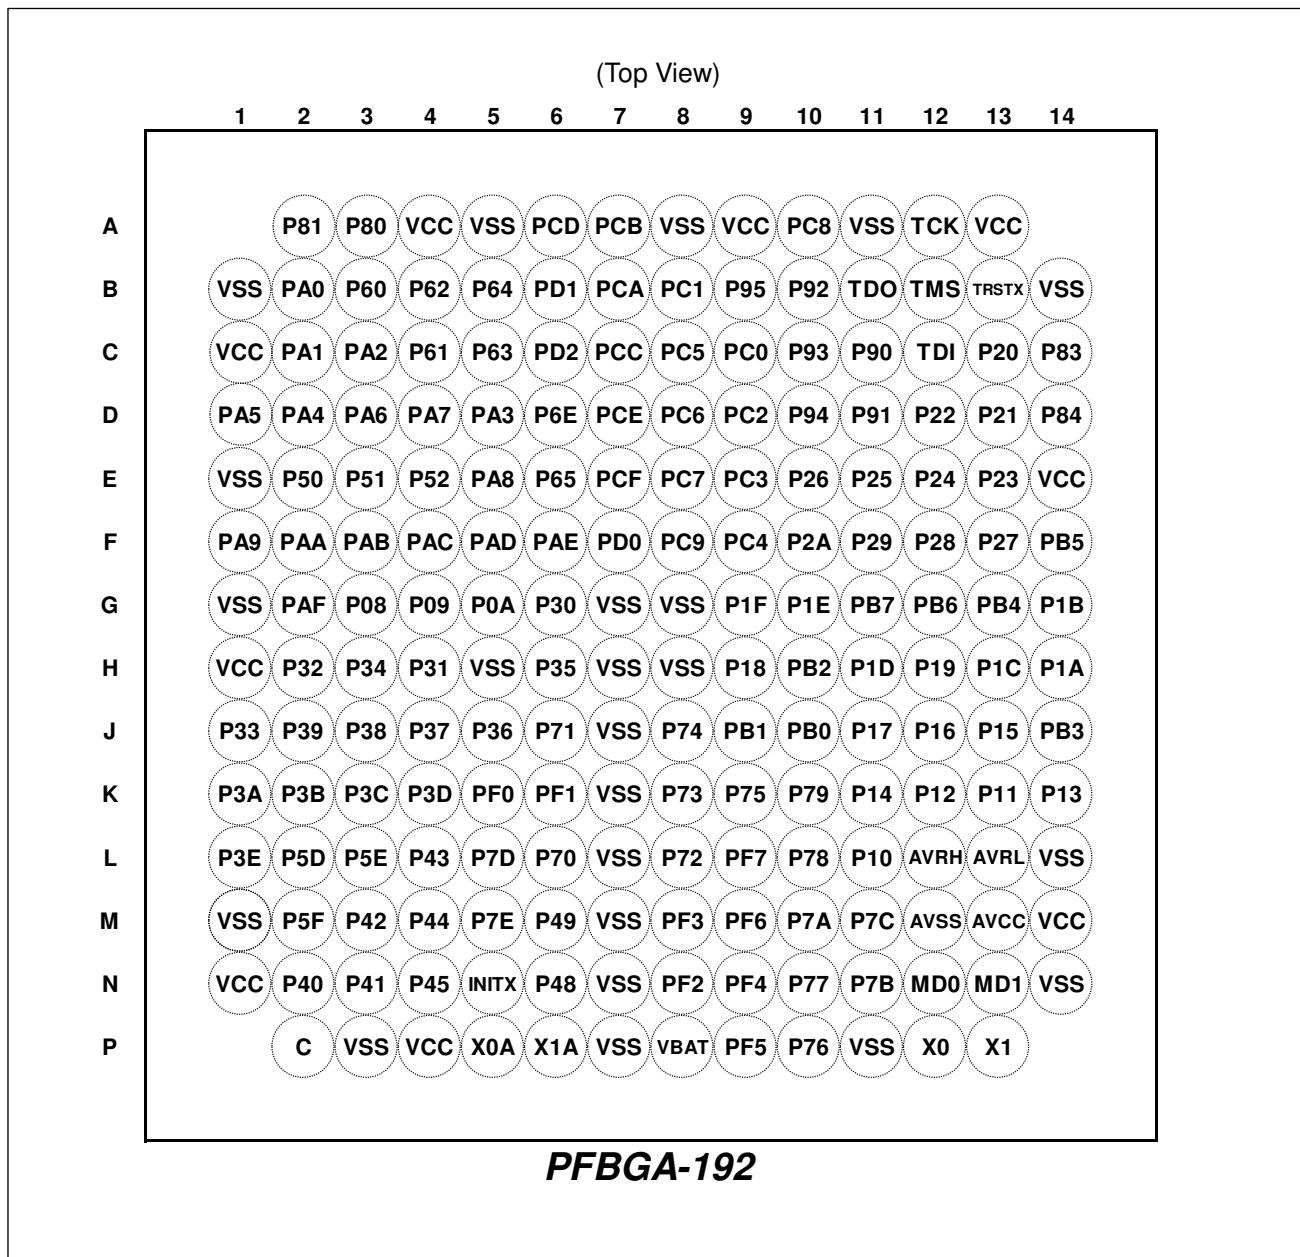 (Top View)
1 2 3 4 5 6 7 8 9 10 11 12 13 14
A P81 P80 VCC VSS PCD PCB VSS VCC PC8 VSS TCK VCC
B VSS PA0 P60 P62 P64 PD1 PCA PC1 P95 P92 TDO TMS TRSTX VSS
C VCC PA1 PA2 P61 P63 PD2 PCC PC5 PC0 P93 P90 TDI P20 P83
D PA5 PA4 PA6 PA7 PA3 P6E PCE PC6 PC2 P94 P91 P22 P21 P84
E VSS P50 P51 P52 PA8 P65 PCF PC7 PC3 P26 P25 P24 P23 VCC
F PA9 PAA PAB PAC PAD PAE PD0 PC9 PC4 P2A P29 P28 P27 PB5
G VSS PAF P08 P09 P0A P30 VSS VSS P1F P1E PB7 PB6 PB4 P1B
H VCC P32 P34 P31 VSS P35 VSS VSS P18 PB2 P1D P19 P1C P1A
J P33 P39 P38 P37 P36 P71 VSS P74 PB1 PB0 P17 P16 P15 PB3
K P3A P3B P3C P3D PF0 PF1 VSS P73 P75 P79 P14 P12 P11 P13
L P3E P5D P5E P43 P7D P70 VSS P72 PF7 P78 P10 AVRH AVRL VSS
M VSS P5F P42 P44 P7E P49 VSS PF3 PF6 P7A P7C AVSS AVCC VCC
N VCC P40 P41 P45 INITX P48 VSS PF2 PF4 P77 P7B MD0 MD1 VSS
P C VSS VCC X0A X1A VSS VBAT PF5 P76 VSS X0 X1
PFBGA-192